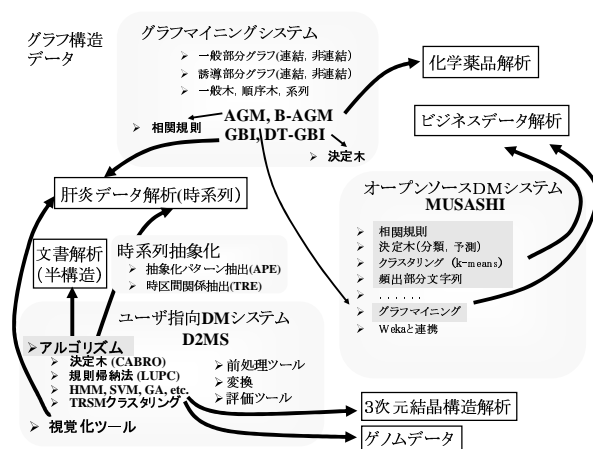 グラフ構造
データ
グラフマイニングシステム
一般部分グラフ(連結, 非連結)
誘導部分グラフ(連結, 非連結)
一般木, 順序木, 系列
AGM, B-AGM
GBI, DT-GBI
相関規則
決定木
化学薬品解析
ビジネスデータ解析
肝炎データ解析(時系列)
オープンソースDMシステム
MUSASHI
相関規則
決定木(分類, 予測)
クラスタリング (k-means)
頻出部分文字列
. . . . . .
グラフマイニング
Wekaと連携
文書解析
(半構造)
時系列抽象化
抽象化パターン抽出(APE)
時区間関係抽出(TRE)
ユーザ指向DMシステム
D2MS
アルゴリズム
決定木 (CABRO)
規則帰納法 (LUPC)
HMM, SVM, GA, etc.
TRSMクラスタリング
視覚化ツール
前処理ツール
変換
評価ツール
3次元結晶構造解析
ゲノムデータ